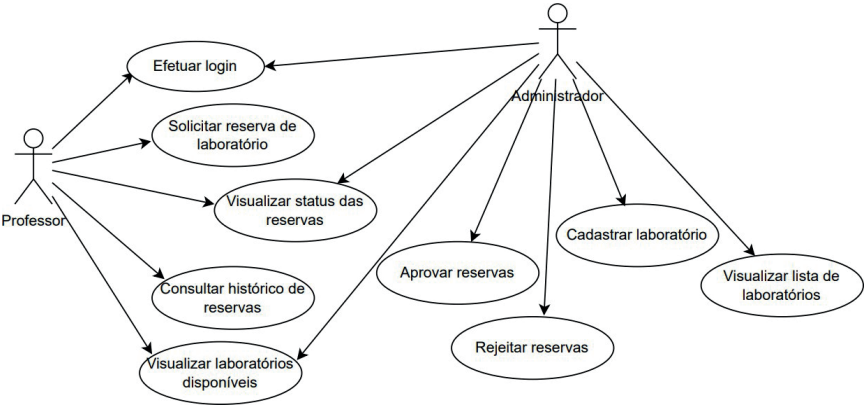 Efetuar login
Administrador
Solicitar reserva de
laboratório
Professor
Visualizar status das
reservas
Cadastrar laboratório
Aprovar reservas
Visualizar lista de
laboratórios
Consultar histórico de
reservas
Rejeitar reservas
Visualizar laboratórios
disponíveis